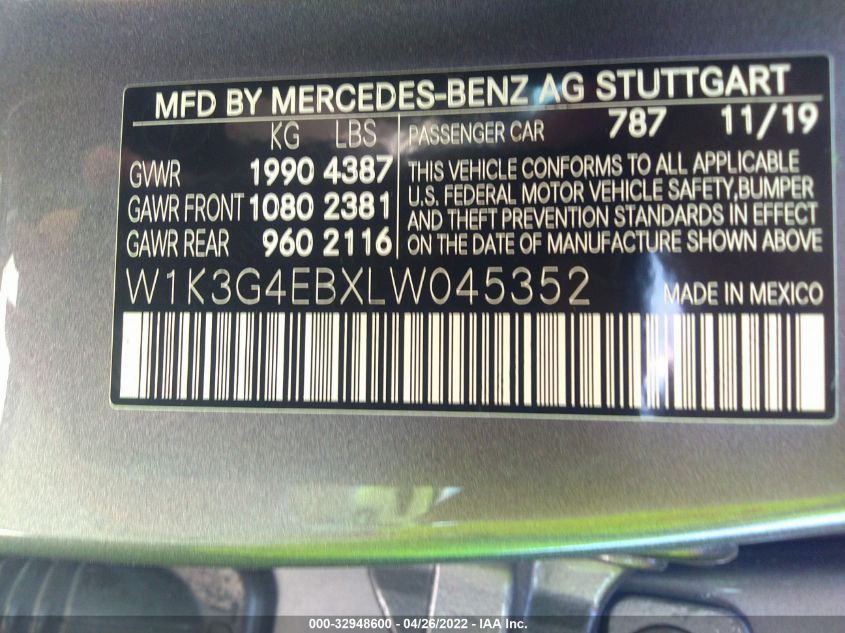 MFD BY MERCEDES-BENZ AG STUTTGART
KG LBS
GVWR 1990 4387
GAWR FRONT 1080 2381
GAWR REAR 960 2116
PASSENGER CAR 787 11/19
THIS VEHICLE CONFORMS TO ALL APPLICABLE
U.S. FEDERAL MOTOR VEHICLE SAFETY,BUMPER
AND THEFT PREVENTION STANDARDS IN EFFECT
ON THE DATE OF MANUFACTURE SHOWN ABOVE
W1K3G4EBXLW045352 MADE IN MEXICO
000-32948600 - 04/26/2022 - IAA Inc.